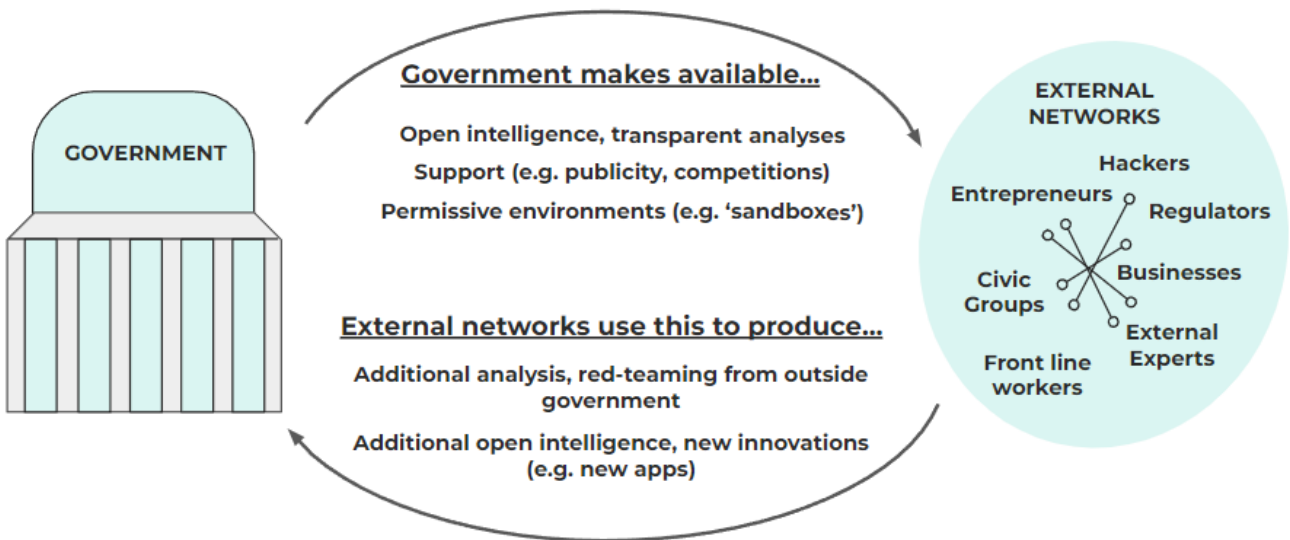 GOVERNMENT
Government makes available...
Open intelligence, transparent analyses
Support (e.g. publicity, competitions)
Permissive environments (e.g. ‘sandboxes’)
External networks use this to produce...
Additional analysis, red-teaming from outside
government
Additional open intelligence, new innovations
(e.g. new apps)
EXTERNAL
NETWORKS
Hackers
Entrepreneurs
Regulators
Businesses
Civic
Groups
External
Experts
Front line
workers